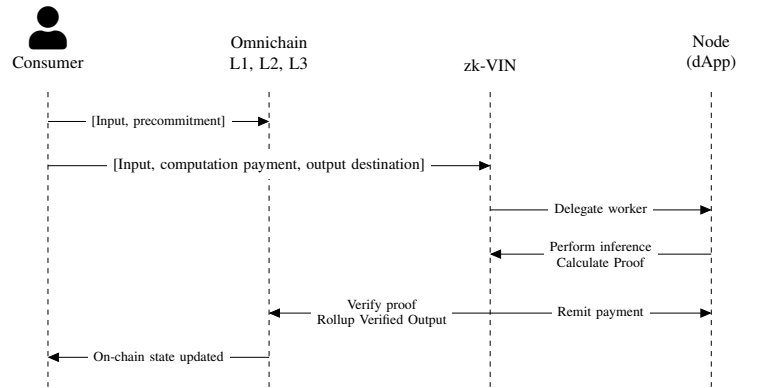 Consumer
Omnichain
L1, L2, L3
zk-VIN
Node
(dApp)
[Input, precommitment]
[Input, computation payment, output destination]
Delegate worker
Perform inference
Calculate Proof
Verify proof
Rollup Verified Output
Remit payment
On-chain state updated